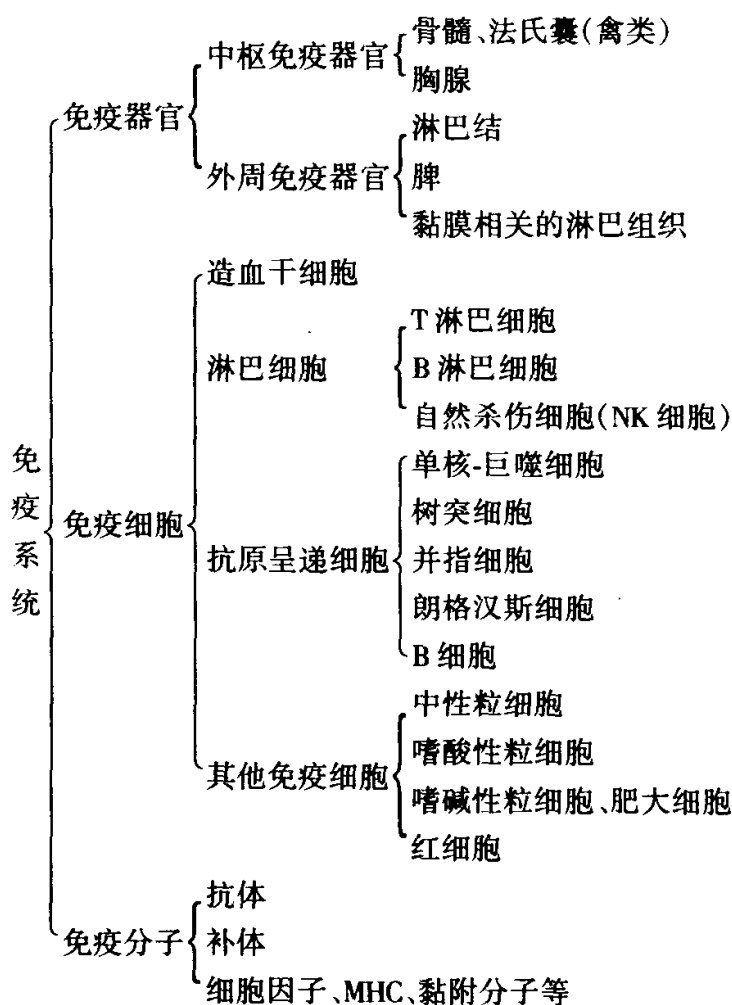 免疫系统
免疫器官
中枢免疫器官
骨髓、法氏囊(禽类)
胸腺
外周免疫器官
淋巴结
脾
黏膜相关的淋巴组织
免疫细胞
造血干细胞
淋巴细胞
T淋巴细胞
B淋巴细胞
自然杀伤细胞(NK细胞)
抗原呈递细胞
单核-巨噬细胞
树突细胞
并指细胞
朗格汉斯细胞
B细胞
其他免疫细胞
中性粒细胞
嗜酸性粒细胞
嗜碱性粒细胞、肥大细胞
红细胞
免疫分子
抗体
补体
细胞因子、MHC、黏附分子等